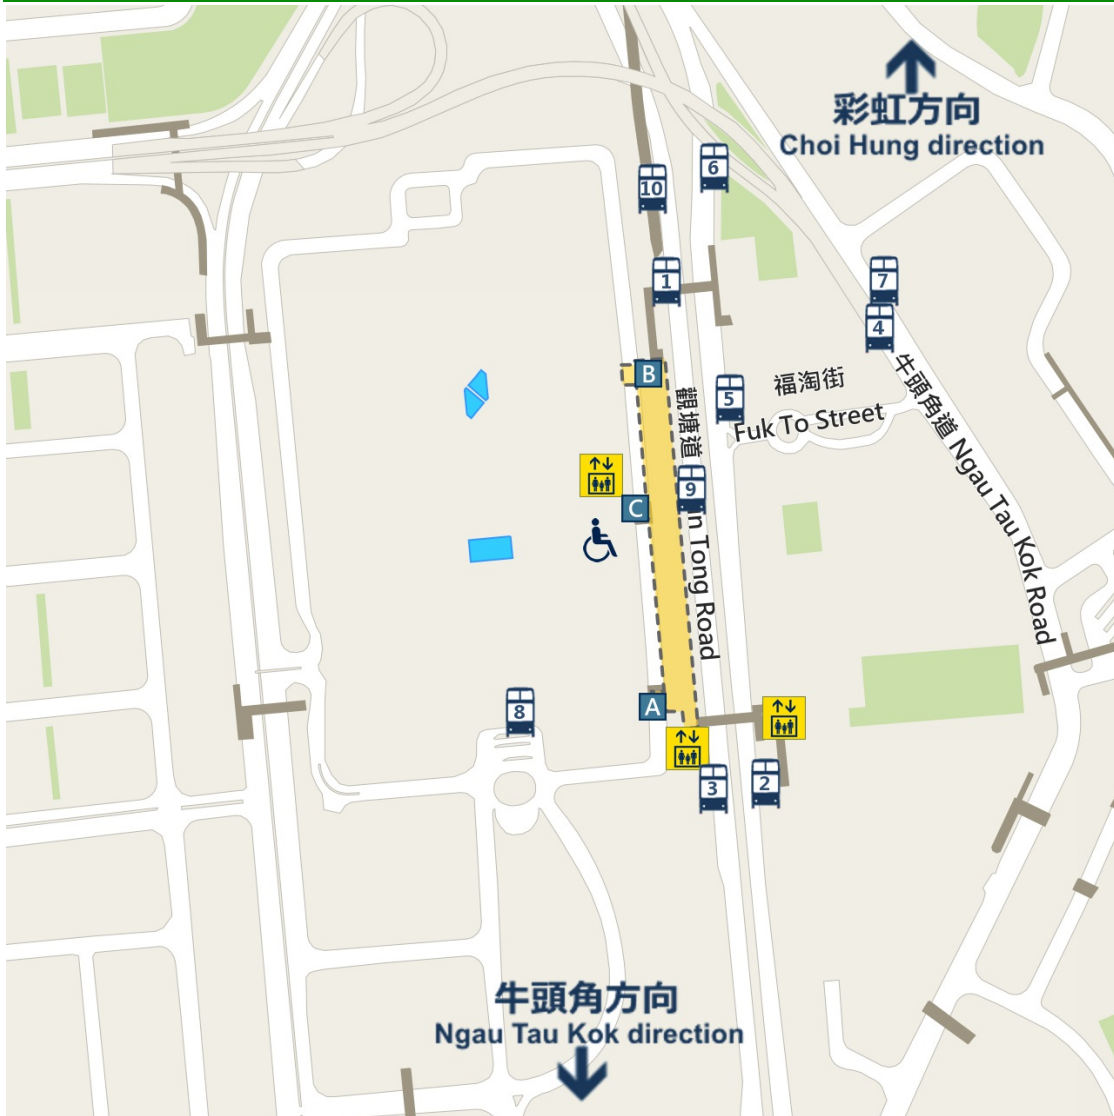 彩虹方向
Choi Hung direction
6
10
1
7
4
B
福淘街
Fuk To Street
5
觀塘道
n Tong Road
牛頭角道 Ngau Tau Kok Road
9
C
A
8
3
2
牛頭角方向
Ngau Tau Kok direction